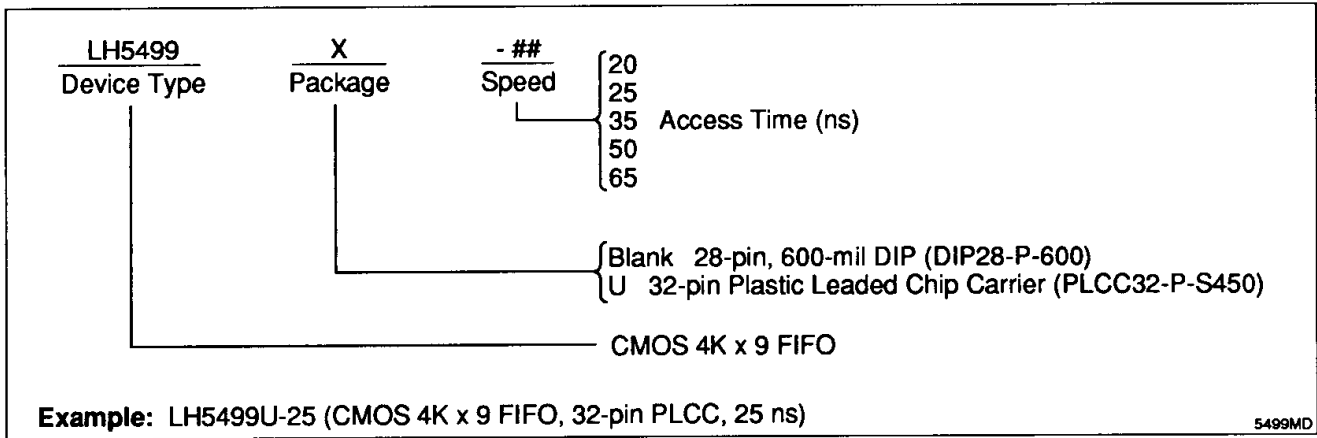 LH5499 X - ##
Device Type Package Speed
20
25
35 Access Time (ns)
50
65
Blank 28-pin, 600-mil DIP (DIP28-P-600)
U 32-pin Plastic Leaded Chip Carrier (PLCC32-P-S450)
CMOS 4K x 9 FIFO
Example: LH5499U-25 (CMOS 4K x 9 FIFO, 32-pin PLCC, 25 ns)
5499MD